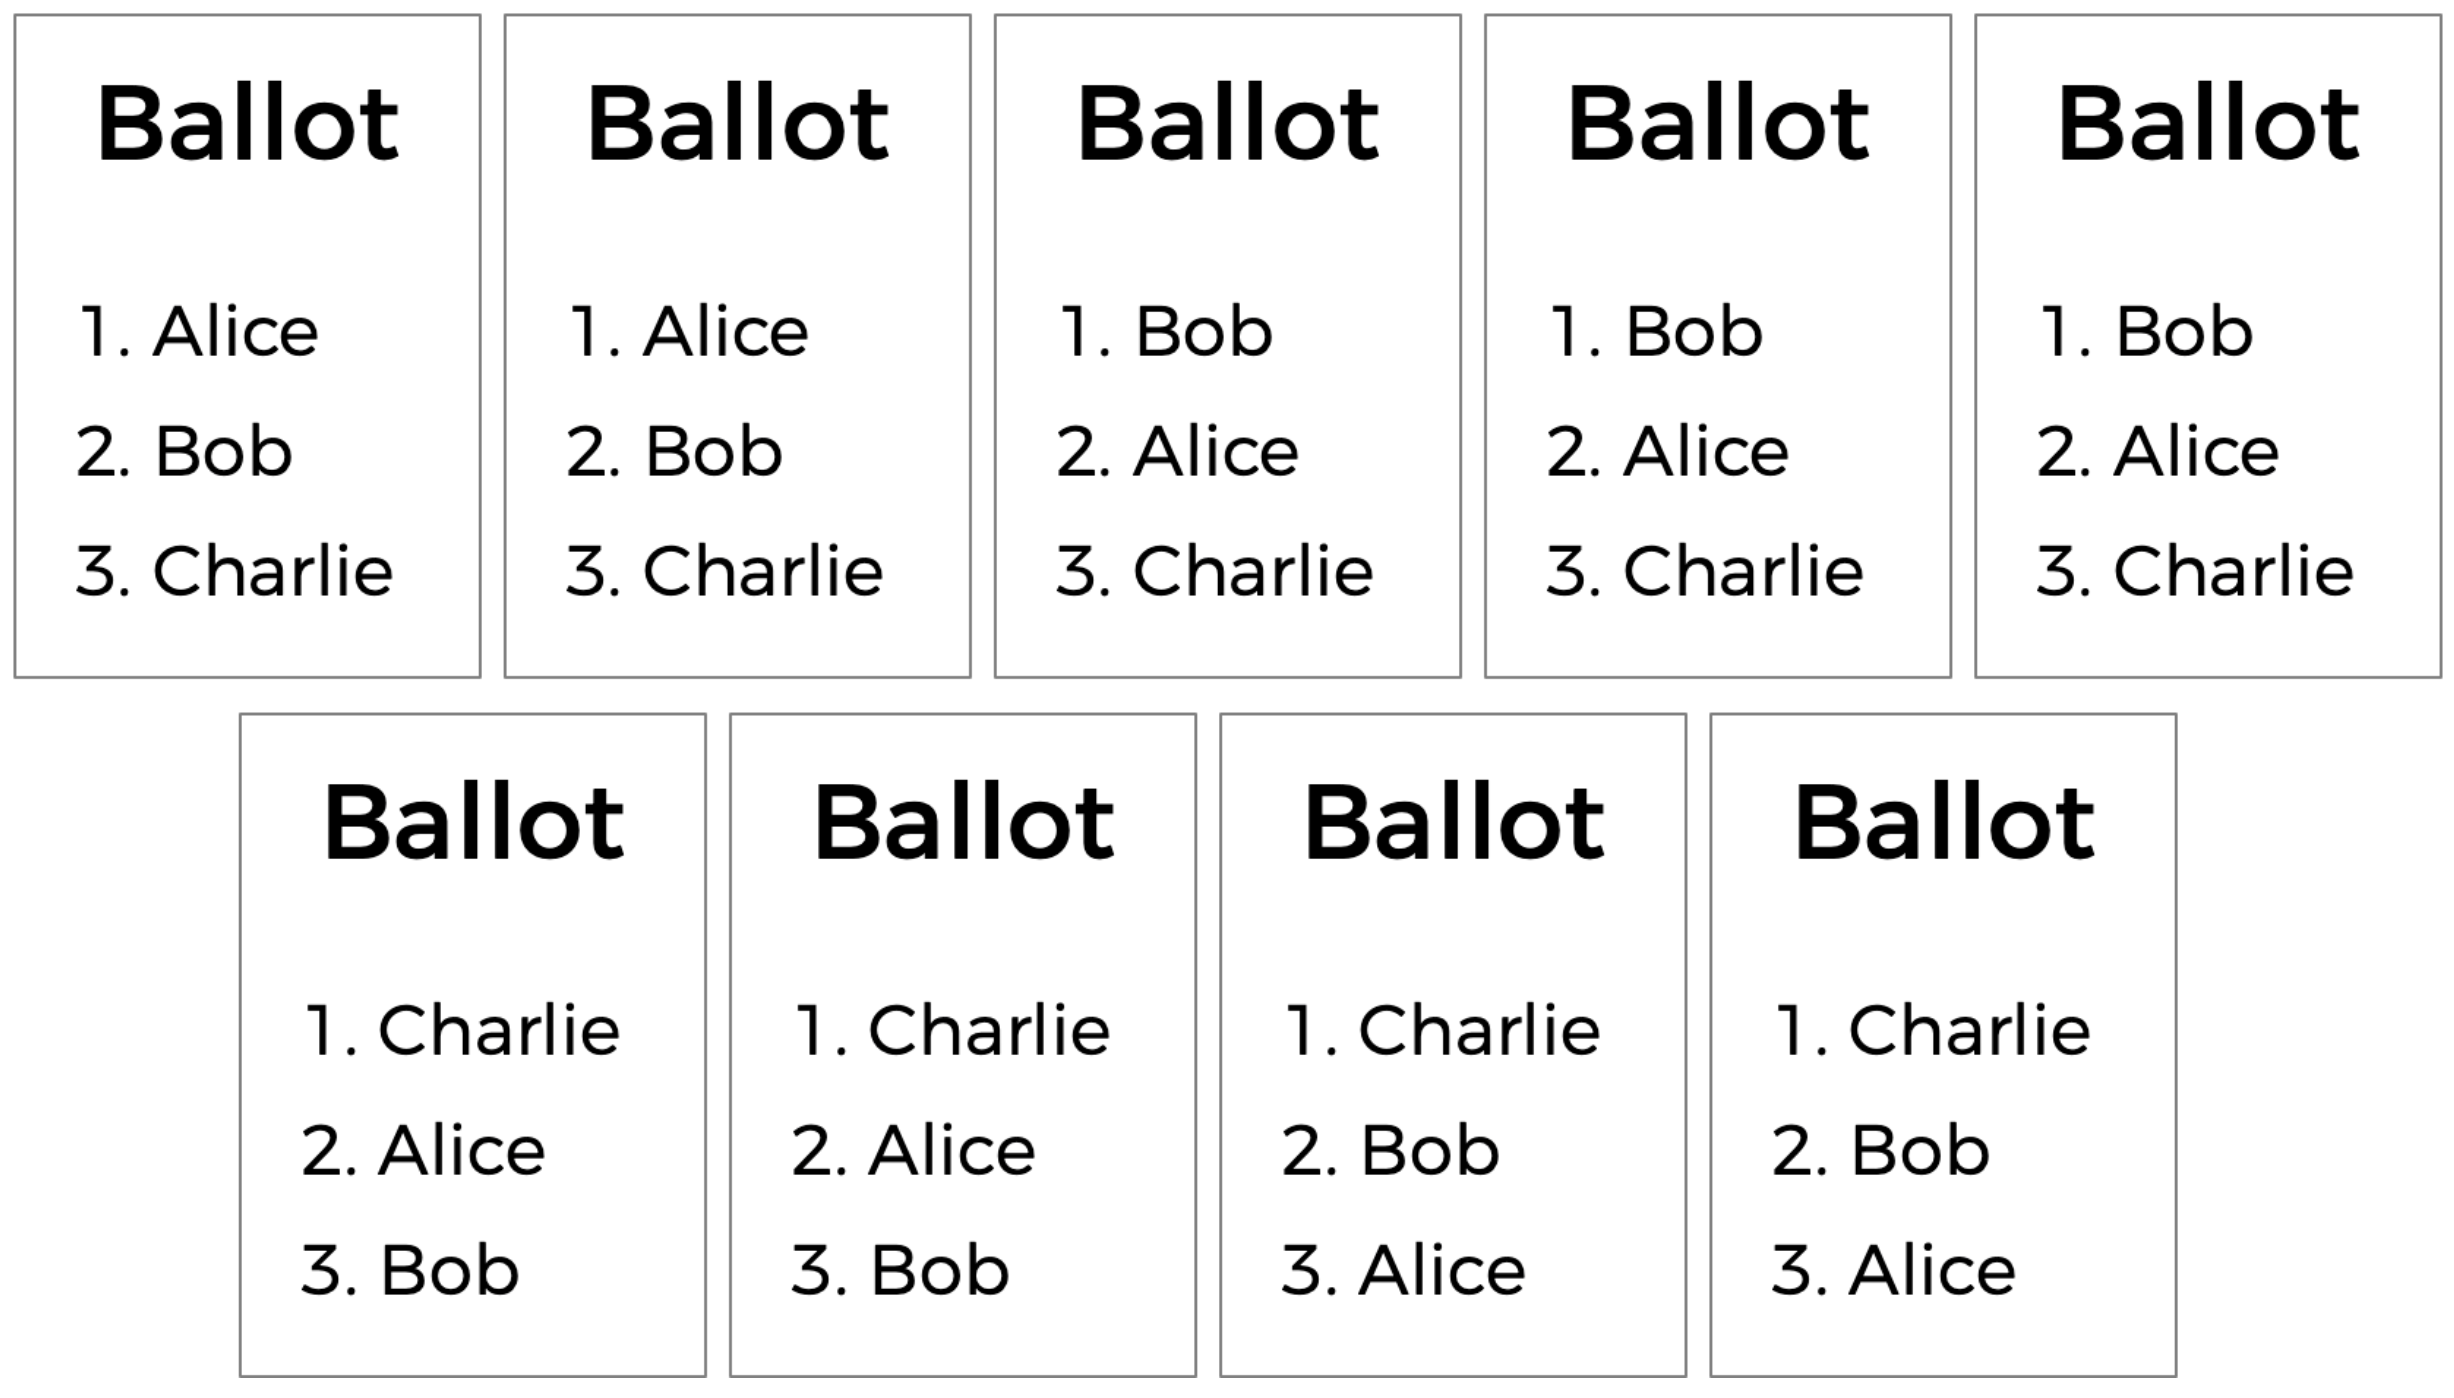 Ballot
1. Alice
2. Bob
3. Charlie
Ballot
1. Alice
2. Bob
3. Charlie
Ballot
1. Bob
2. Alice
3. Charlie
Ballot
1. Bob
2. Alice
3. Charlie
Ballot
1. Bob
2. Alice
3. Charlie
Ballot
1. Charlie
2. Alice
3. Bob
Ballot
1. Charlie
2. Alice
3. Bob
Ballot
1. Charlie
2. Bob
3. Alice
Ballot
1. Charlie
2. Bob
3. Alice